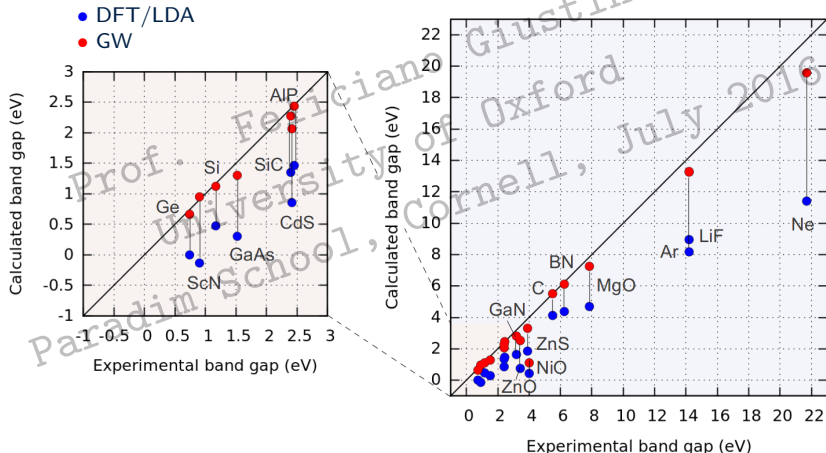 DFT/LDA
GW
Prof. Feliciano Giustin
University of Oxford
Paradim School, Cornell, July 2016
Calculated band gap (eV)
3
2.5
2
1.5
1
0.5
0
-0.5
-1
AlP
Si
SiC
Ge
CdS
GaAs
ScN
-1
0
0.5
1
1.5
2
2.5
3
Experimental band gap (eV)
Calculated band gap (eV)
22
20
18
16
14
12
10
8
6
4
2
0
Ne
LiF
Ar
BN
C
MgO
GaN
ZnS
NiO
ZnO
0 2 4 6 8 10 12 14 16 18 20 22
Experimental band gap (eV)